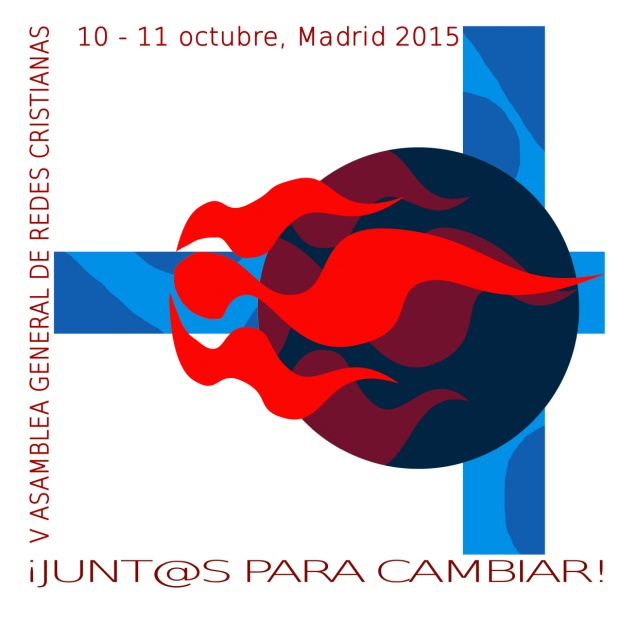 10 - 11 octubre, Madrid 2015
V ASAMBLEA GENERAL DE REDES CRISTIANAS
¡JUNT@S PARA CAMBIAR!